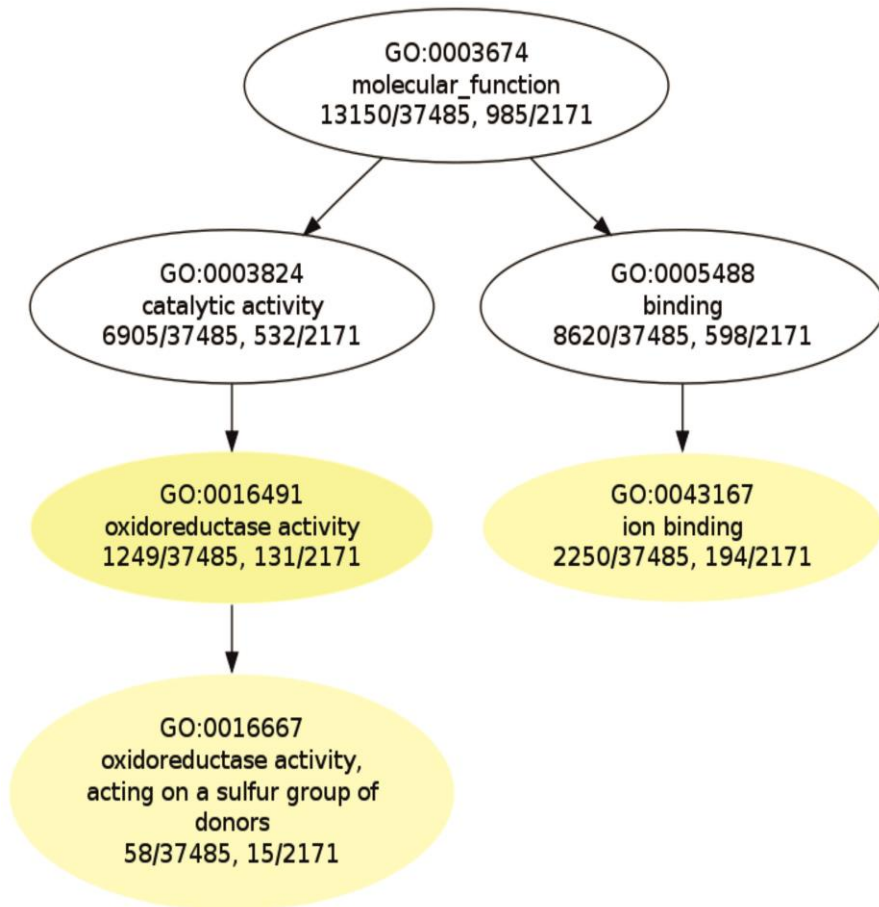 GO:0003674
molecular_function
13150/37485, 985/2171
GO:0003824
catalytic activity
6905/37485, 532/2171
GO:0005488
binding
8620/37485, 598/2171
GO:0016491
oxidoreductase activity
1249/37485, 131/2171
GO:0043167
ion binding
2250/37485, 194/2171
GO:0016667
oxidoreductase activity,
acting on a sulfur group of
donors
58/37485, 15/2171